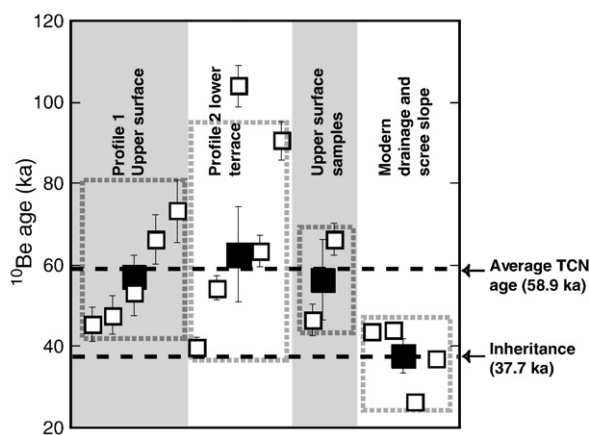 120
100
80
60
40
20
10Be age (ka)
Profile 1
Upper surface
Profile 2 lower
terrace
Upper surface
samples
Modern
drainage and
scree slope
Average TCN
age (58.9 ka)
Inheritance
(37.7 ka)